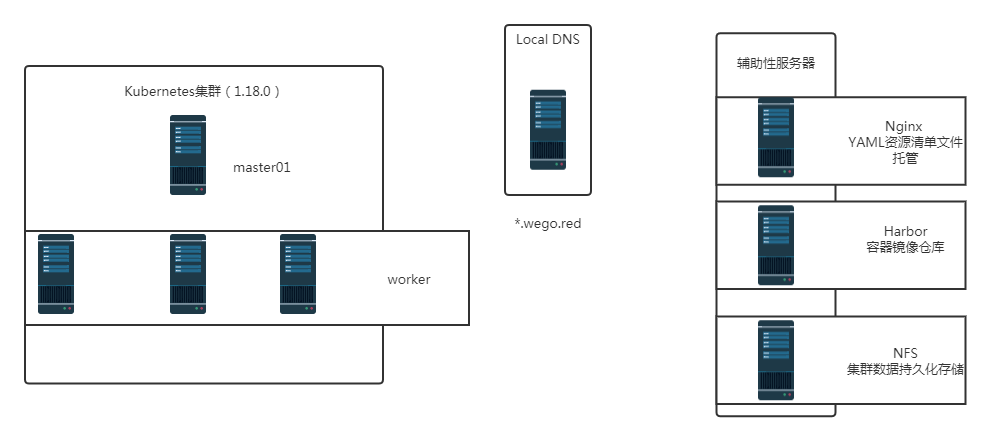 Kubernetes集群（1.18.0）
master01
worker
Local DNS
*.wego.red
辅助性服务器
Nginx
YAML资源清单文件
托管
Harbor
容器镜像仓库
NFS
集群数据持久化存储